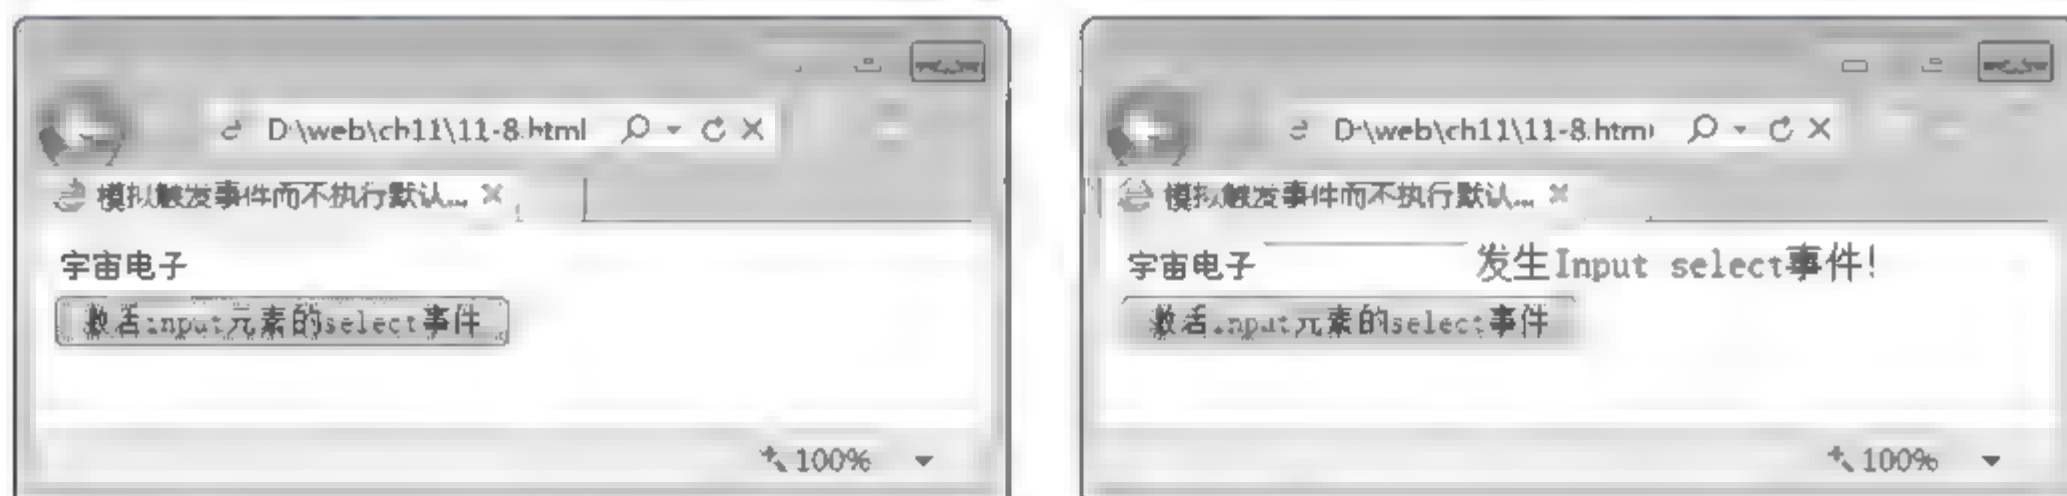 D:\web\ch11\11-8.html
模拟触发事件而不执行默认...
宇宙电子
激活input元素的select事件
100%
D:\web\ch11\11-8.html
模拟触发事件而不执行默认...
宇宙电子 发生Input select事件!
激活input元素的select事件
100%